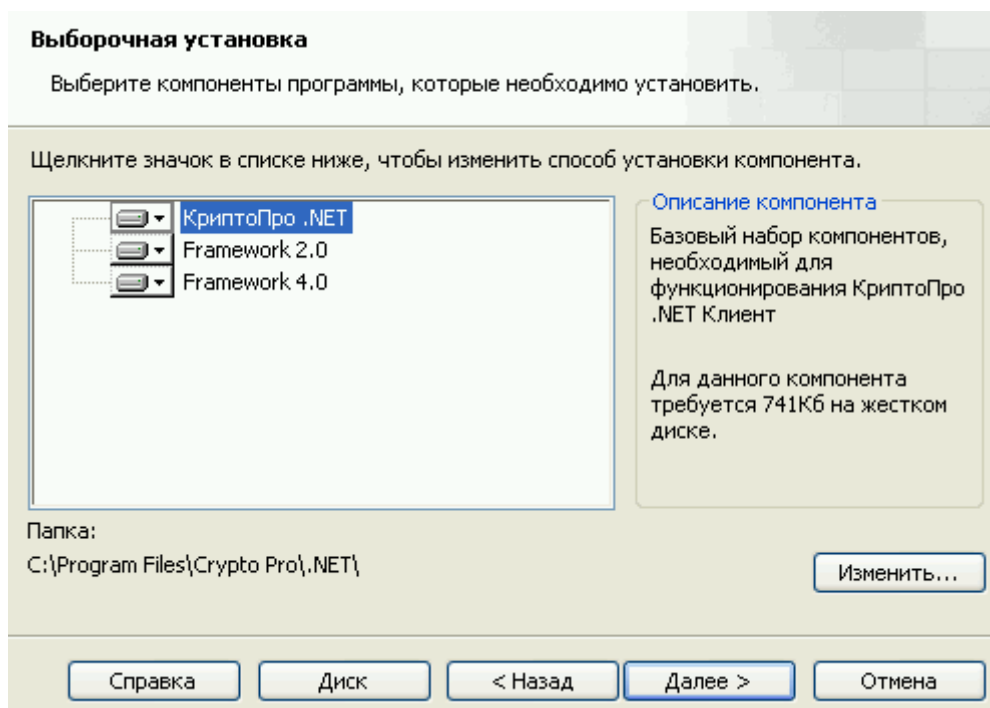 Выборочная установка
Выберите компоненты программы, которые необходимо установить.
Щелкните значок в списке ниже, чтобы изменить способ установки компонента.
КриптоПро .NET
Framework 2.0
Framework 4.0
Описание компонента
Базовый набор компонентов,
необходимый для
функционирования КриптоПро
.NET Клиент
Для данного компонента
требуется 741Кб на жестком
диске.
Папка:
C:\Program Files\Crypto Pro\.NET\
Изменить...
Справка
Диск
< Назад
Далее >
Отмена